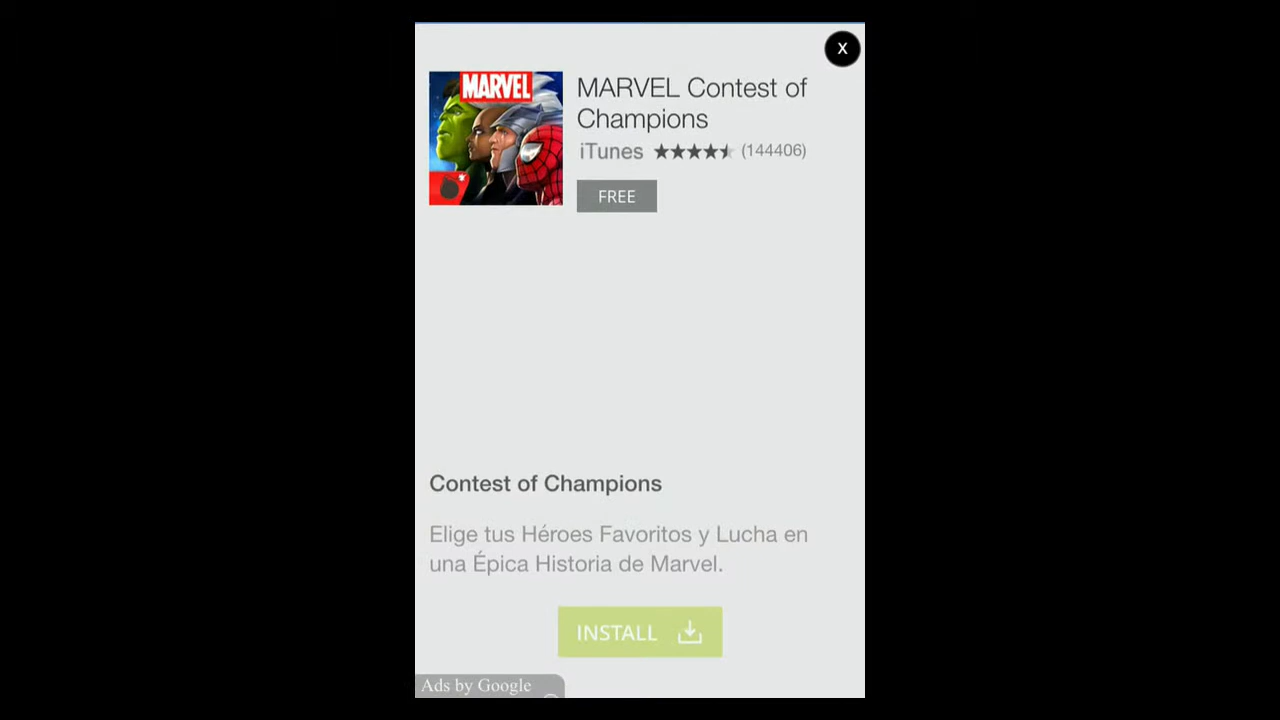 X
MARVEL
MARVEL Contest of
Champions
iTunes (144406)
FREE
Contest of Champions
Elige tus Héroes Favoritos y Lucha en
una Épica Historia de Marvel.
INSTALL
Ads by Google